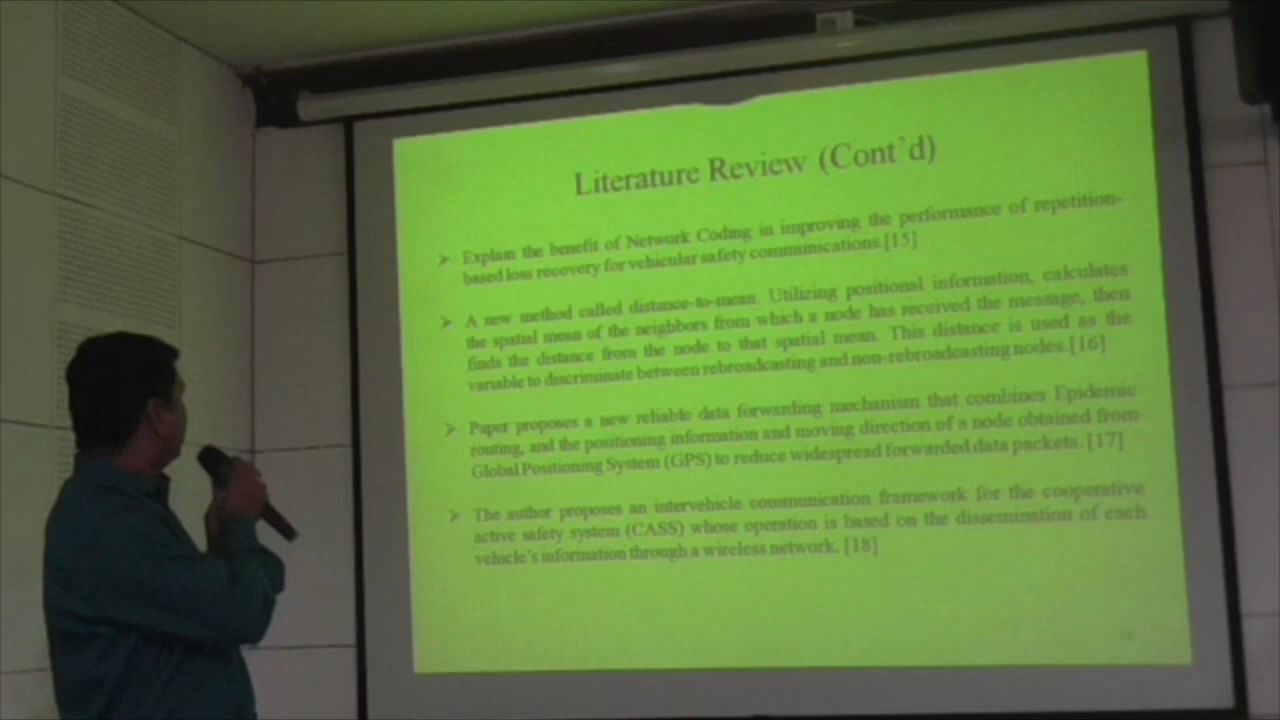 Literature Review (Cont'd)
➢ Explain the benefit of Network Coding in improving the performance of repetition-
based loss recovery for vehicular safety communications.[15]
➢ A new method called distance-to-mean. Utilizing positional information, calculates
the spatial mean of the neighbors from which a node has received the message, then
finds the distance from the node to that spatial mean. This distance is used as the
variable to discriminate between rebroadcasting and non-rebroadcasting nodes.[16]
➢ Paper proposes a new reliable data forwarding mechanism that combines Epidemic
routing, and the positioning information and moving direction of a node obtained from
Global Positioning System (GPS) to reduce widespread forwarded data packets. [17]
➢ The author proposes an intervehicle communication framework for the cooperative
active safety system (CASS) whose operation is based on the dissemination of each
vehicle's information through a wireless network. [18]